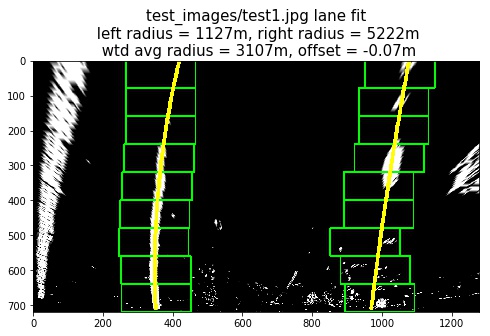 test_images/test1.jpg lane fit
left radius = 1127m, right radius = 5222m
wtd avg radius = 3107m, offset = -0.07m
0
100
200
300
400
500
600
700
0 200 400 600 800 1000 1200